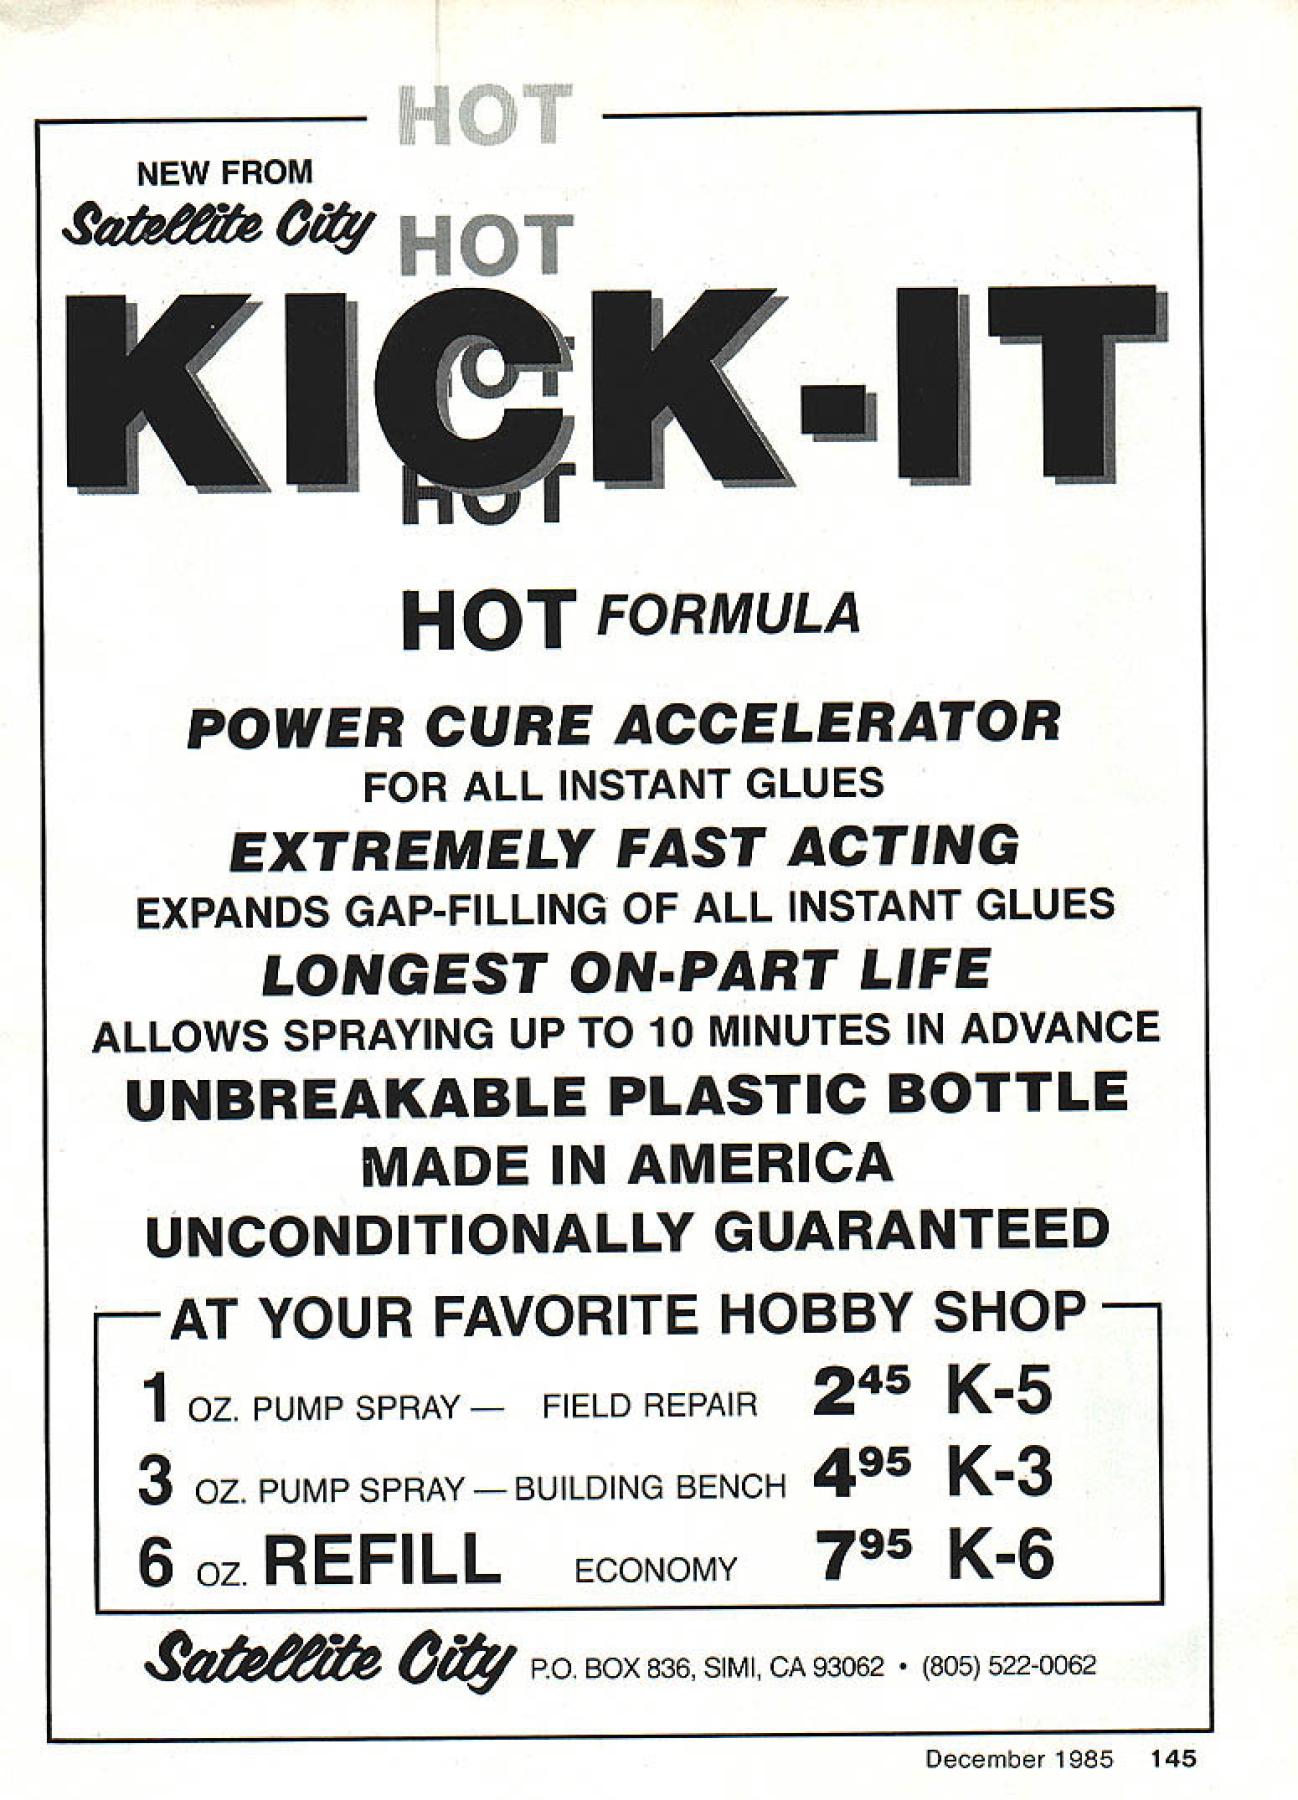 HOT
NEW FROM
Satellite City
HOT
KICK-IT
HOT
HOT
HOT FORMULA
POWER CURE ACCELERATOR
FOR ALL INSTANT GLUES
EXTREMELY FAST ACTING
EXPANDS GAP-FILLING OF ALL INSTANT GLUES
LONGEST ON-PART LIFE
ALLOWS SPRAYING UP TO 10 MINUTES IN ADVANCE
UNBREAKABLE PLASTIC BOTTLE
MADE IN AMERICA
UNCONDITIONALLY GUARANTEED
AT YOUR FAVORITE HOBBY SHOP
1 OZ. PUMP SPRAY — FIELD REPAIR 2⁴⁵ K-5
3 OZ. PUMP SPRAY — BUILDING BENCH 4⁹⁵ K-3
6 OZ. REFILL ECONOMY 7⁹⁵ K-6
Satellite City P.O. BOX 836, SIMI, CA 93062 • (805) 522-0062
December 1985 145